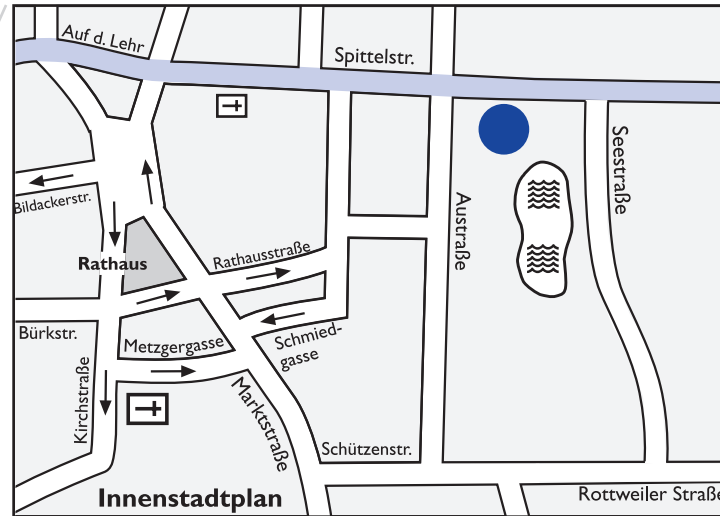 Auf d. Lehr
Spittelstr.
Seestraße
Bildackerstr.
Austraße
Rathausstraße
Rathaus
Bürkstr.
Metzgergasse
Schmied-
gasse
Kirchstraße
Marktstraße
Schützenstr.
Innenstadtplan
Rottweiler Straße